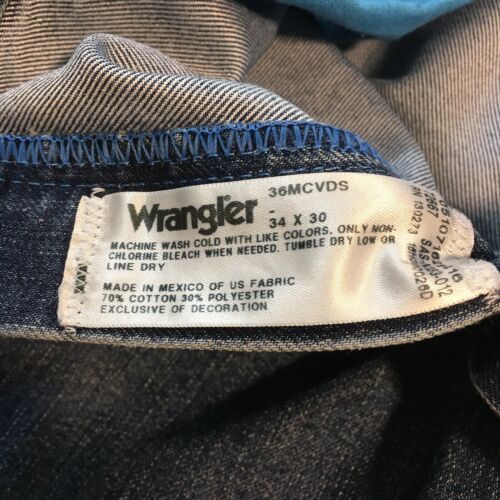 36MCVDS
Wrangler -
34 X 30
MACHINE WASH COLD WITH LIKE COLORS. ONLY NON-
CHLORINE BLEACH WHEN NEEDED. TUMBLE DRY LOW OR
LINE DRY
MADE IN MEXICO OF US FABRIC
70% COTTON 30% POLYESTER
EXCLUSIVE OF DECORATION